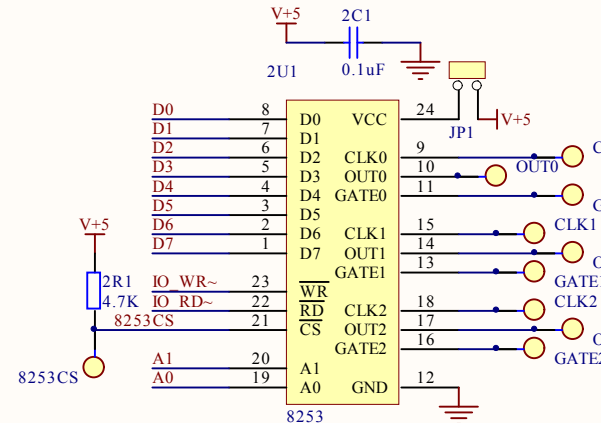 V+5 2C1
2U1 0.1uF
D0 8 D0 VCC 24 JP1 V+5
D1 7 D1
D2 6 D2 CLK0 9 C
D3 5 D3 OUT0 10 OUT0
D4 4 D4 GATE0 11 G
D5 3 D5
D6 2 D6 CLK1 15 CLK1
D7 1 D7 OUT1 14 O
GATE1 13 GATE1
V+5
2R1
4.7K
IO_WR~ 23 WR
IO_RD~ 22 RD CLK2 18 CLK2
8253CS 21 CS OUT2 17 O
GATE2 16 GATE2
A1 20 A1
8253CS A0 19 A0 GND 12
8253